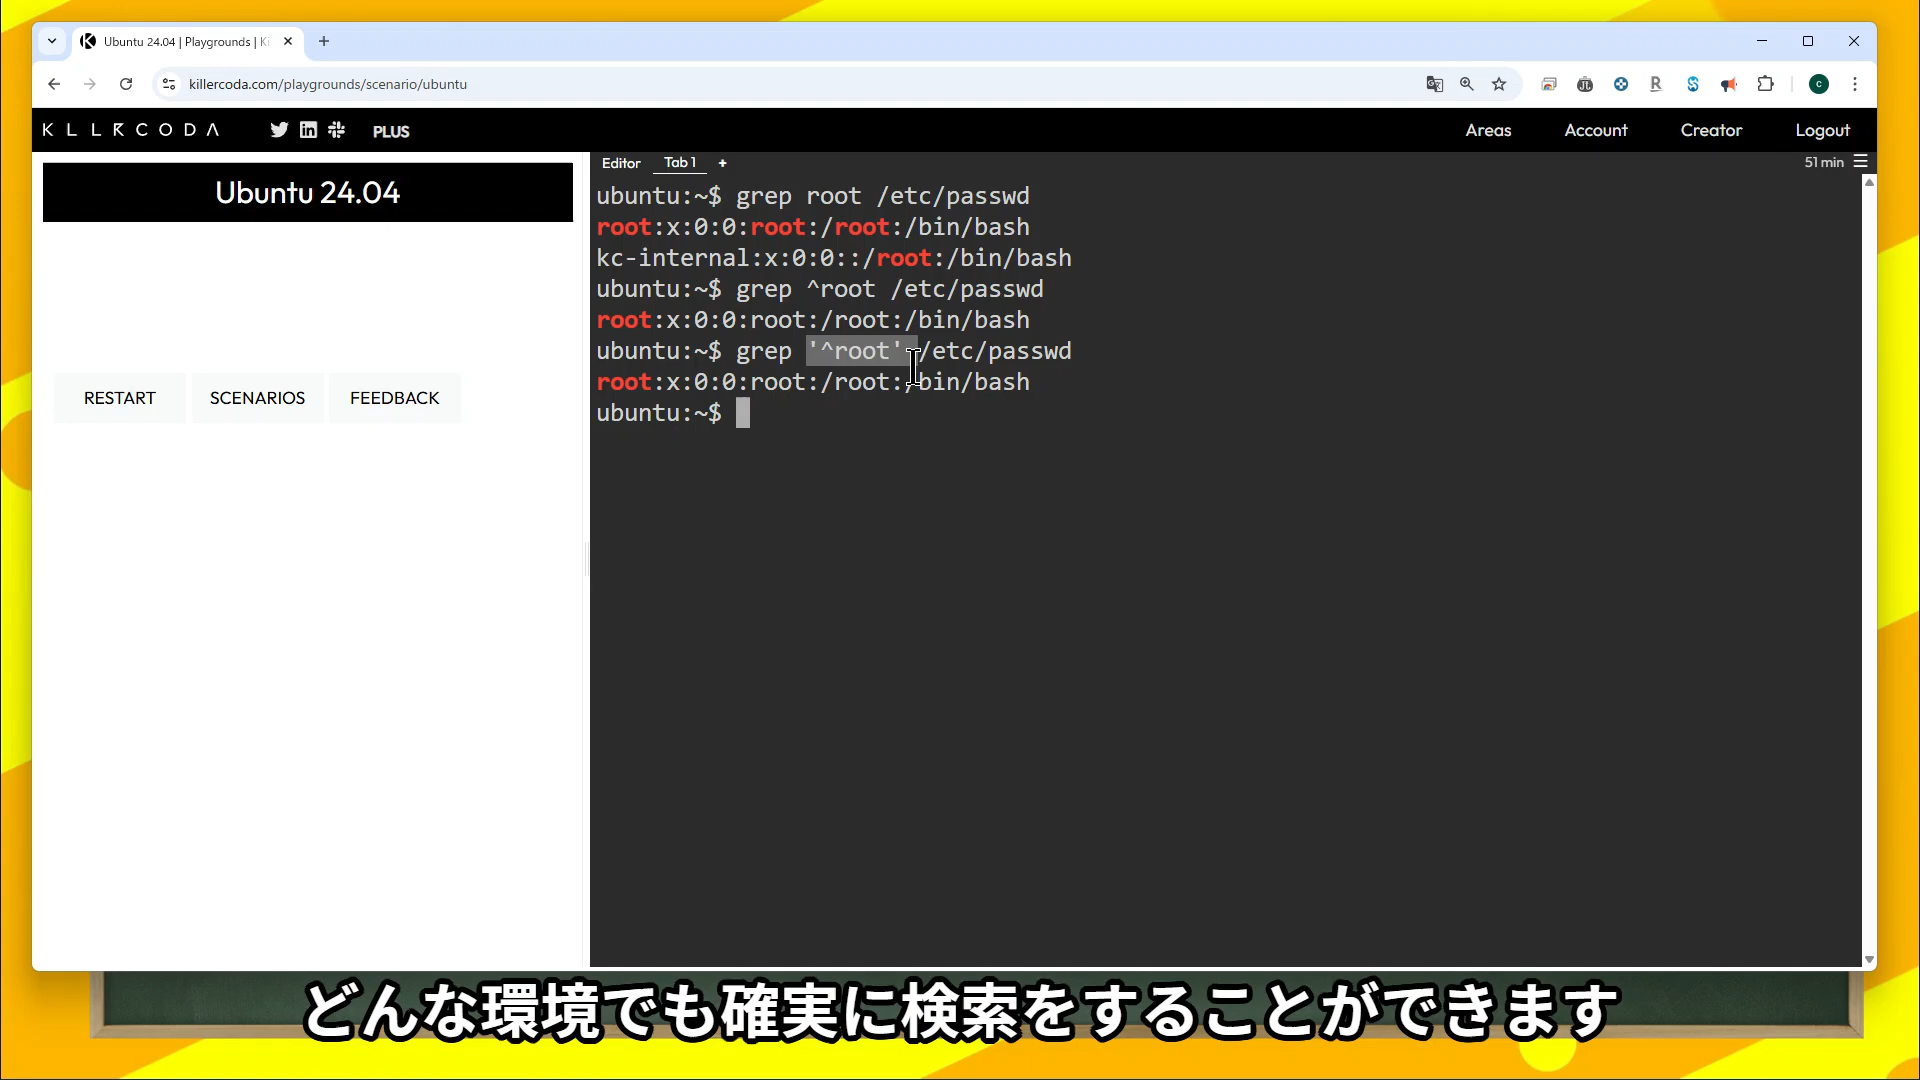 Ubuntu 24.04 | Playgrounds | Ki
killercoda.com/playgrounds/scenario/ubuntu
KLLRCODA
PLUS
Areas
Account
Creator
Logout
Ubuntu 24.04
RESTART
SCENARIOS
FEEDBACK
Editor
Tab 1
+
51 min
ubuntu:~$ grep root /etc/passwd
root:x:0:0:root:/root:/bin/bash
kc-internal:x:0:0::/root:/bin/bash
ubuntu:~$ grep ^root /etc/passwd
root:x:0:0:root:/root:/bin/bash
ubuntu:~$ grep '^root' /etc/passwd
root:x:0:0:root:/root:/bin/bash
ubuntu:~$
どんな環境でも確実に検索をすることができます